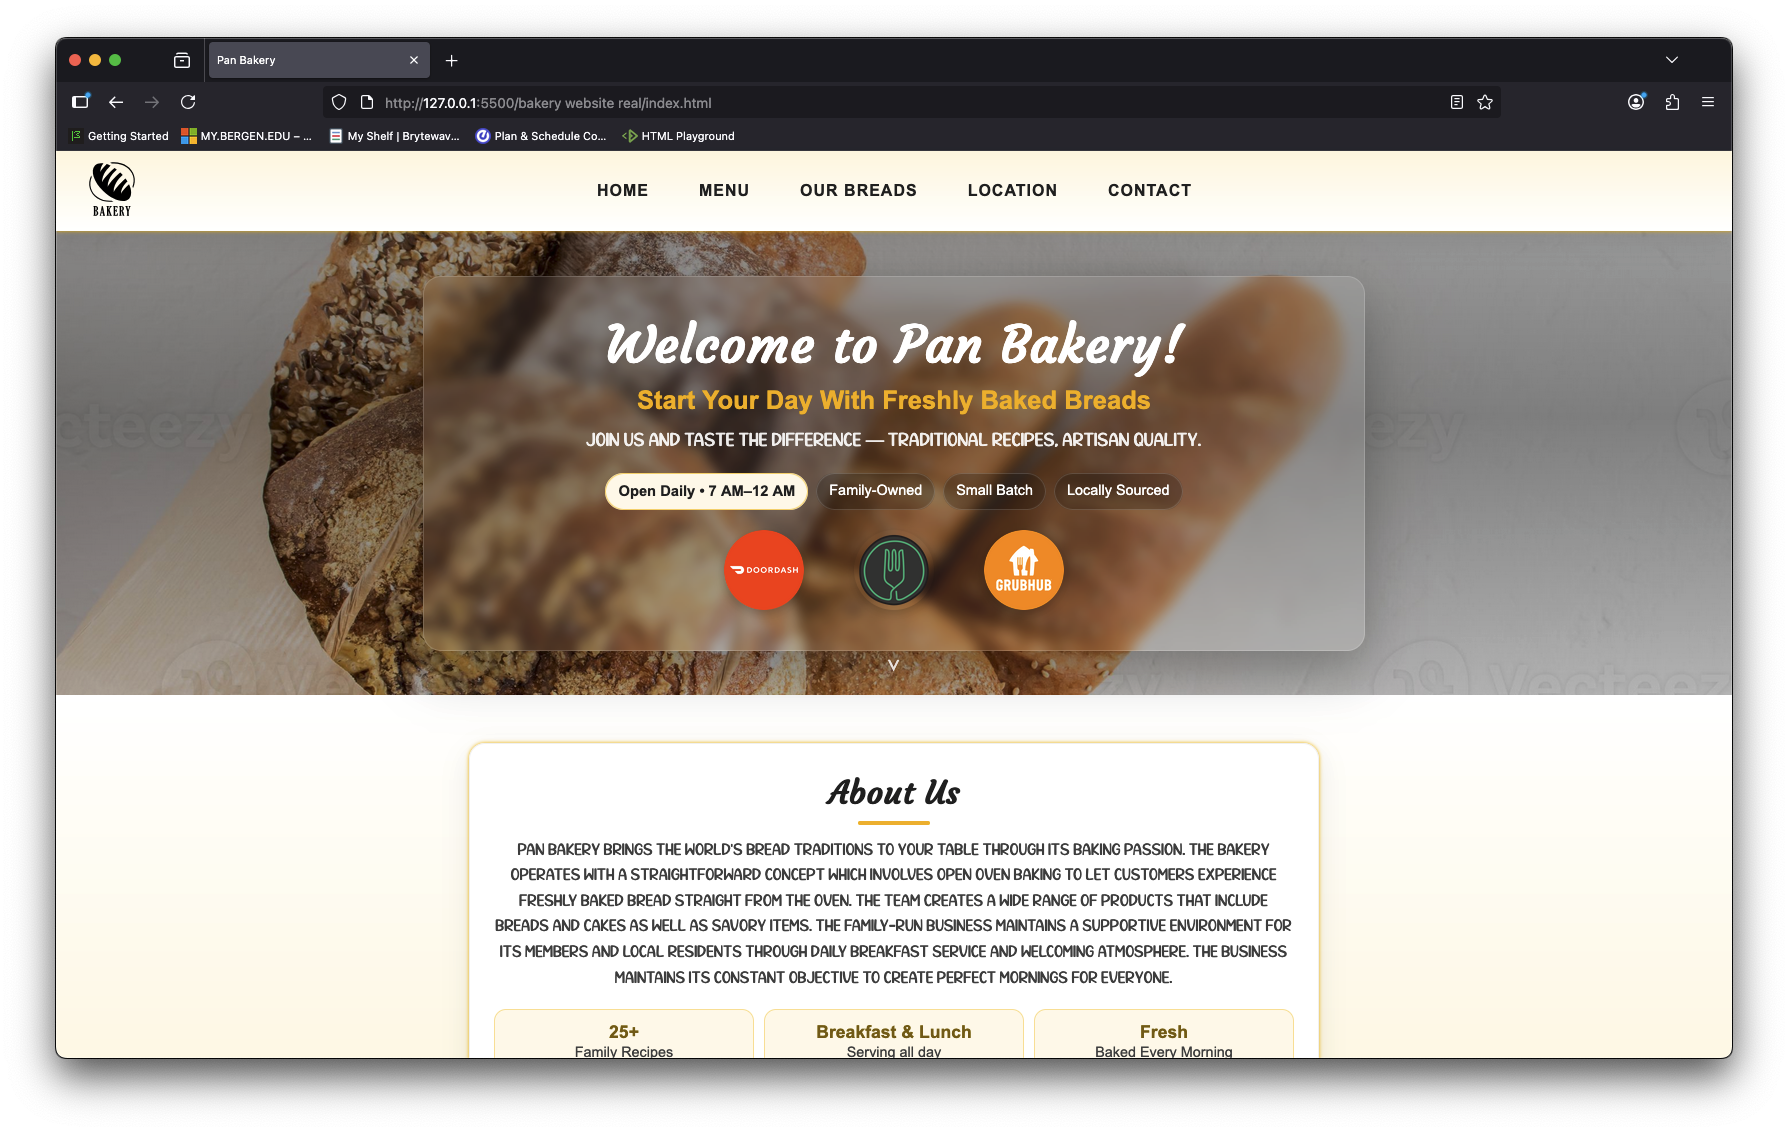 Pan Bakery
http://127.0.0.1:5500/bakery website real/index.html
Getting Started
MY.BERGEN.EDU – ...
My Shelf | Brytewav...
Plan & Schedule Co...
HTML Playground
BAKERY
HOME
MENU
OUR BREADS
LOCATION
CONTACT
Welcome to Pan Bakery!
Start Your Day With Freshly Baked Breads
JOIN US AND TASTE THE DIFFERENCE — TRADITIONAL RECIPES, ARTISAN QUALITY.
Open Daily • 7 AM–12 AM
Family-Owned
Small Batch
Locally Sourced
DOORDASH
GRUBHUB
Vecteezy
About Us
PAN BAKERY BRINGS THE WORLD'S BREAD TRADITIONS TO YOUR TABLE THROUGH ITS BAKING PASSION. THE BAKERY
OPERATES WITH A STRAIGHTFORWARD CONCEPT WHICH INVOLVES OPEN OVEN BAKING TO LET CUSTOMERS EXPERIENCE
FRESHLY BAKED BREAD STRAIGHT FROM THE OVEN. THE TEAM CREATES A WIDE RANGE OF PRODUCTS THAT INCLUDE
BREADS AND CAKES AS WELL AS SAVORY ITEMS. THE FAMILY-RUN BUSINESS MAINTAINS A SUPPORTIVE ENVIRONMENT FOR
ITS MEMBERS AND LOCAL RESIDENTS THROUGH DAILY BREAKFAST SERVICE AND WELCOMING ATMOSPHERE. THE BUSINESS
MAINTAINS ITS CONSTANT OBJECTIVE TO CREATE PERFECT MORNINGS FOR EVERYONE.
25+
Family Recipes
Breakfast & Lunch
Serving all day
Fresh
Baked Every Morning